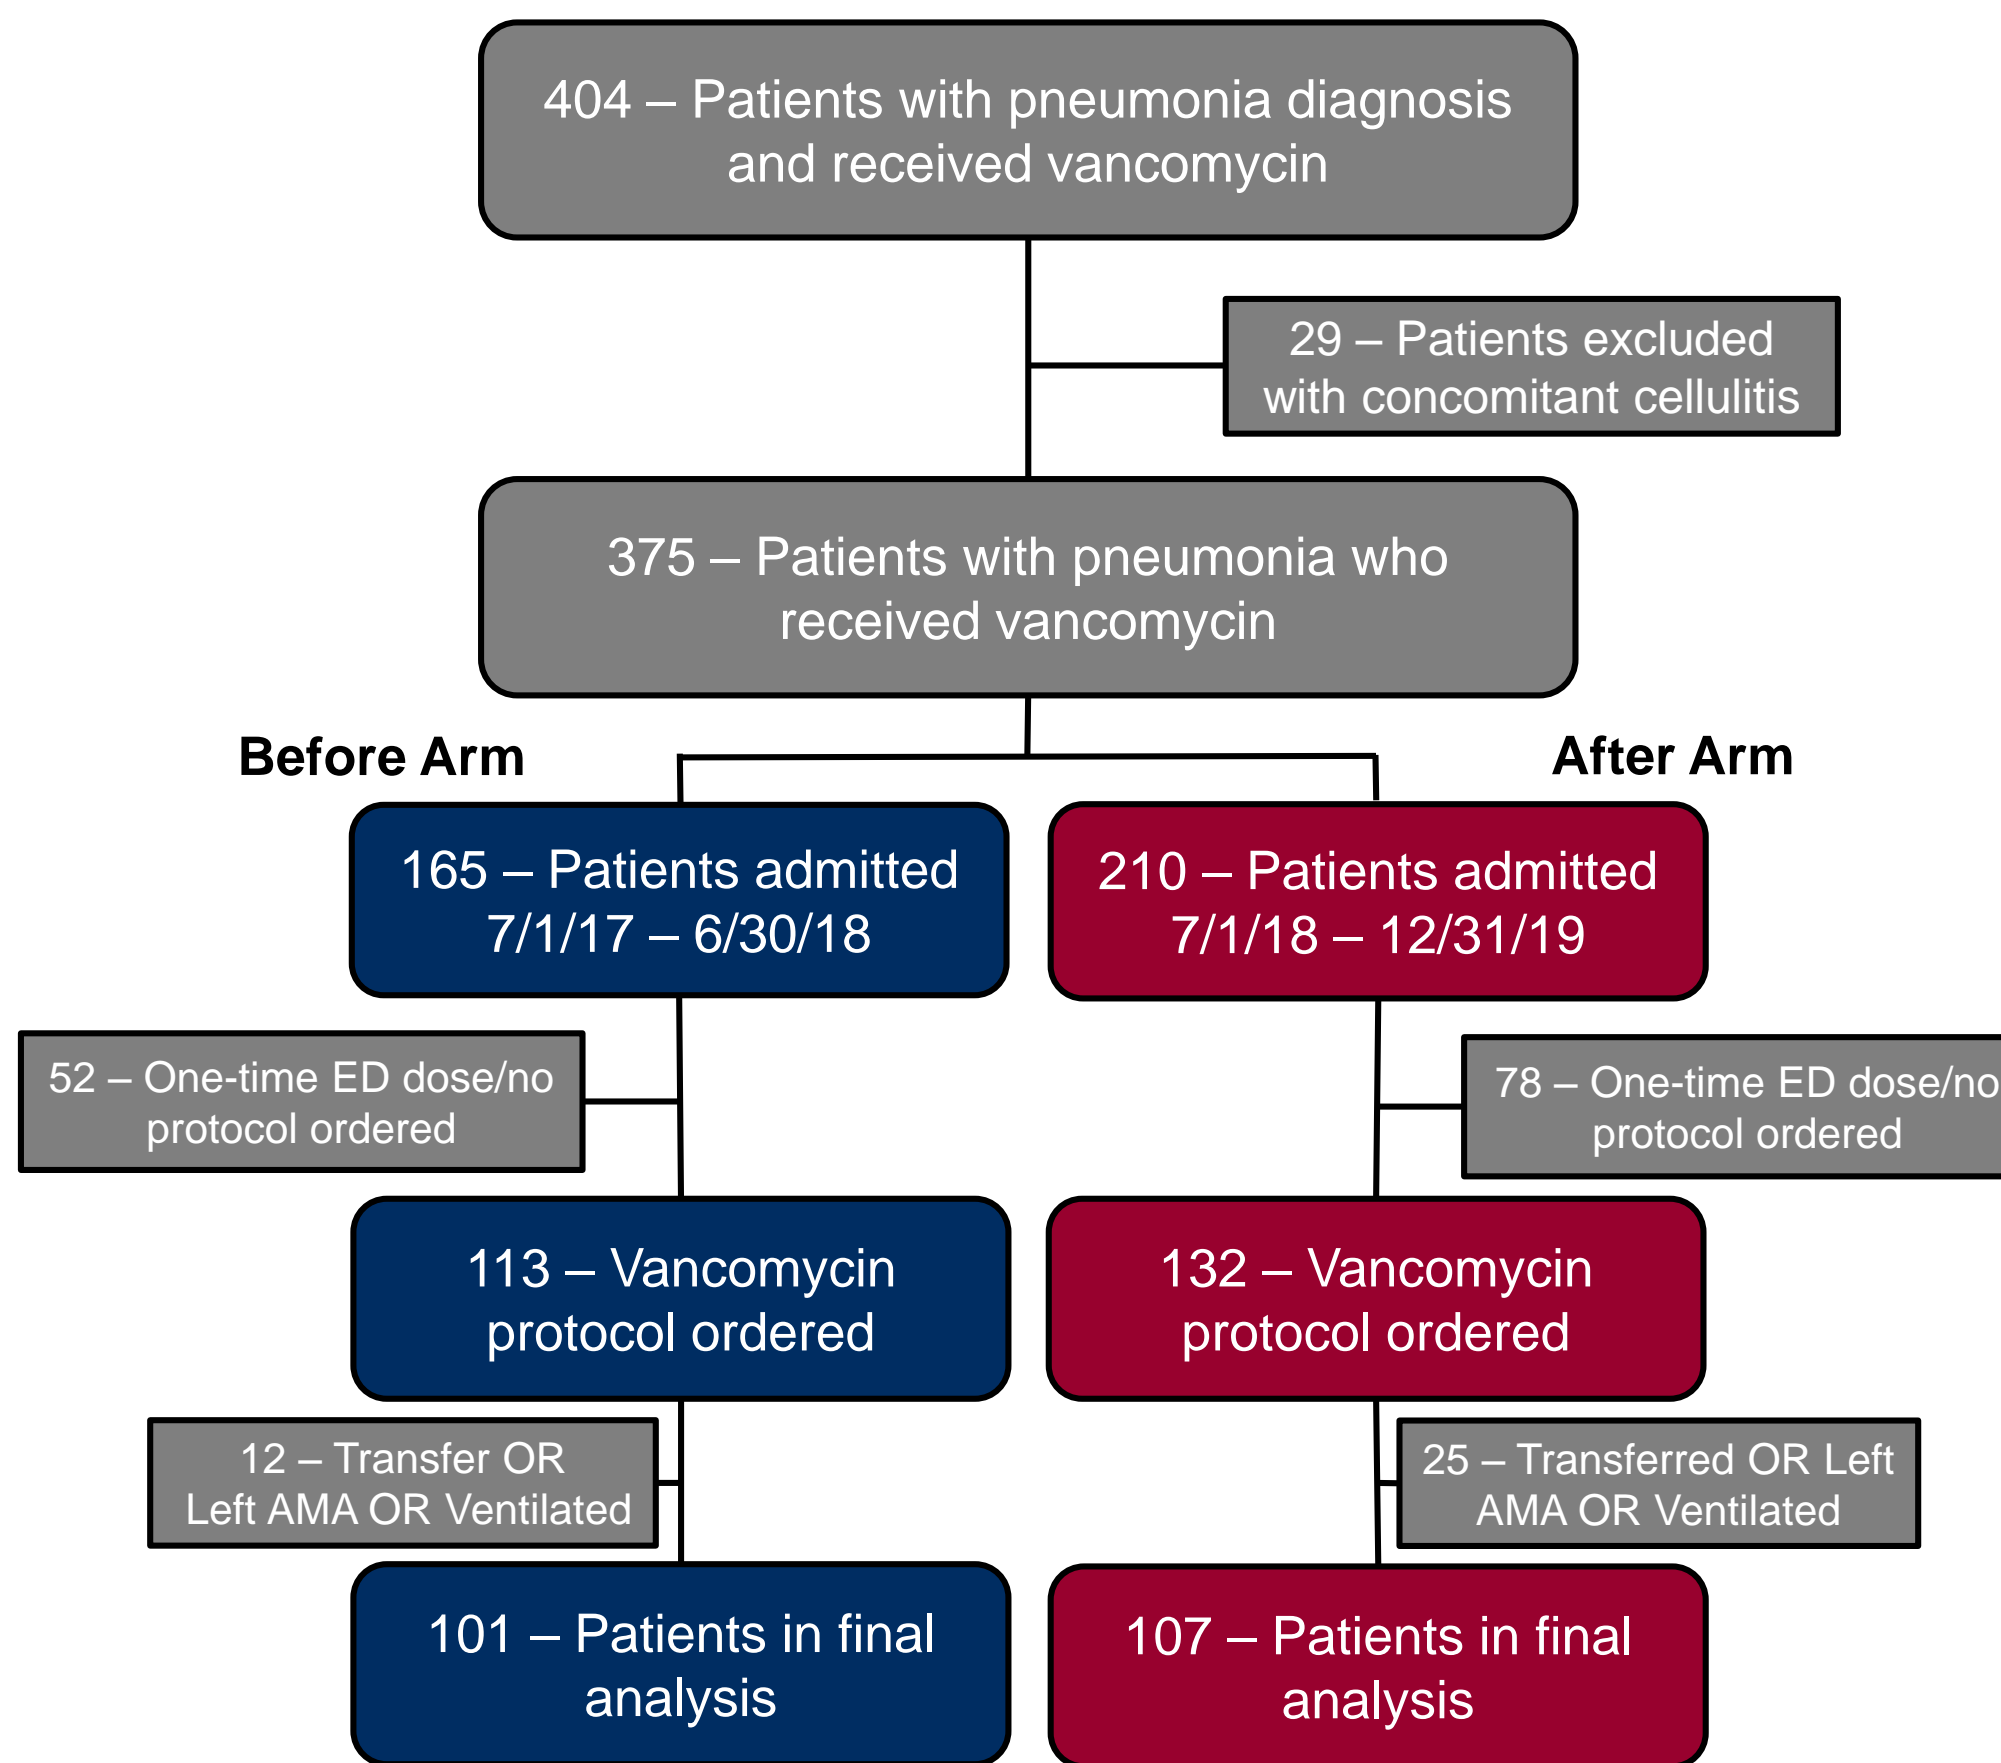 404 – Patients with pneumonia diagnosis
and received vancomycin
29 – Patients excluded
with concomitant cellulitis
375 – Patients with pneumonia who
received vancomycin
Before Arm
After Arm
165 – Patients admitted
7/1/17 – 6/30/18
210 – Patients admitted
7/1/18 – 12/31/19
52 – One-time ED dose/no
protocol ordered
78 – One-time ED dose/no
protocol ordered
113 – Vancomycin
protocol ordered
132 – Vancomycin
protocol ordered
12 – Transfer OR
Left AMA OR Ventilated
25 – Transferred OR Left
AMA OR Ventilated
101 – Patients in final
analysis
107 – Patients in final
analysis